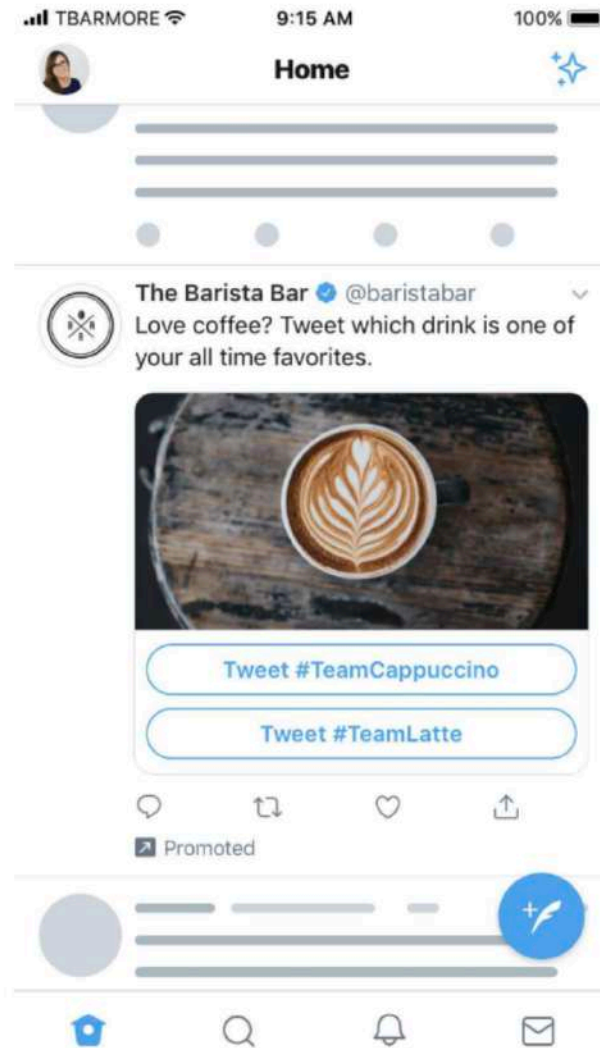 TBARMORE 9:15 AM 100%
Home
The Barista Bar @baristabar
Love coffee? Tweet which drink is one of
your all time favorites.
Tweet #TeamCappuccino
Tweet #TeamLatte
Promoted